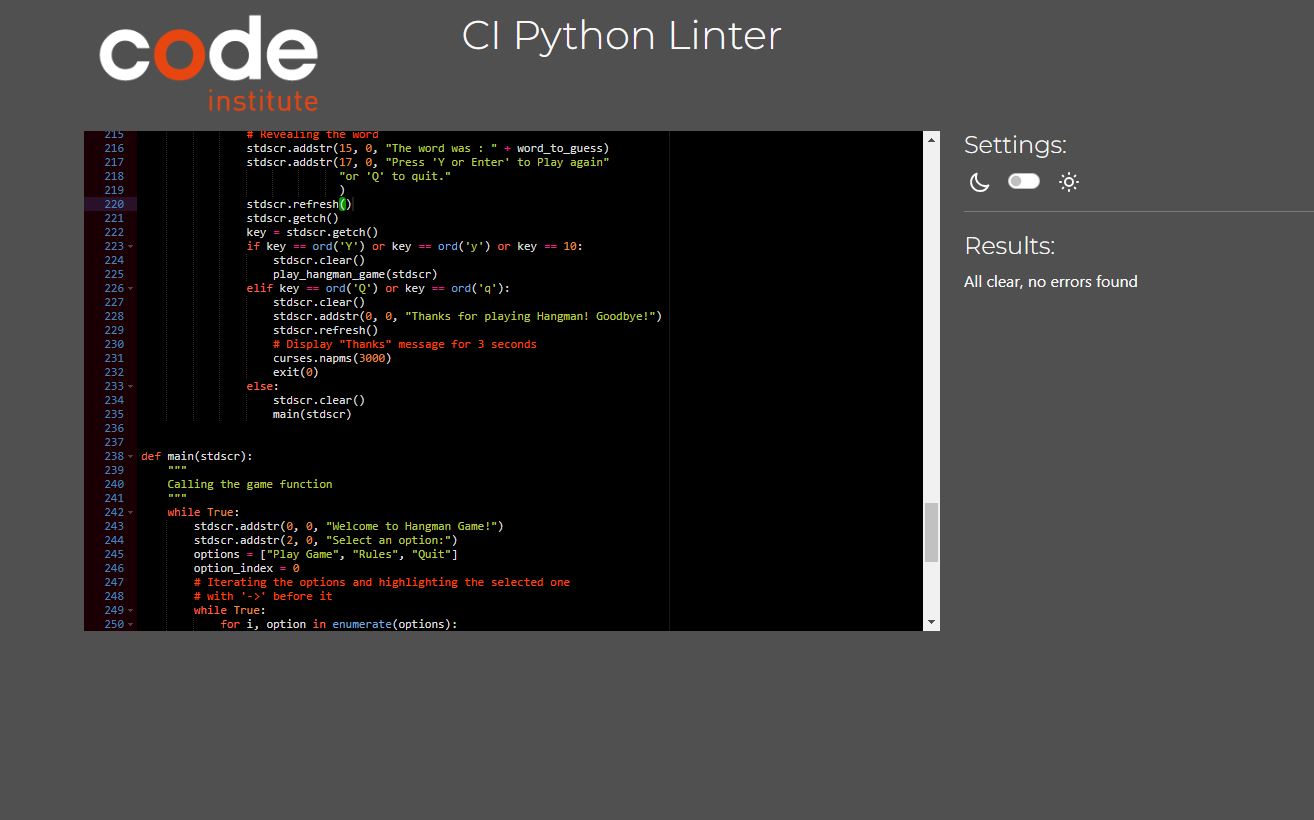 code
institute
CI Python Linter
215 # Revealing the word
216 stdscr.addstr(15, 0, "The word was : " + word_to_guess)
217 stdscr.addstr(17, 0, "Press 'Y or Enter' to Play again"
218 "or 'Q' to quit."
219 )
220 stdscr.refresh()
221 stdscr.getch()
222 key = stdscr.getch()
223 if key == ord('Y') or key == ord('y') or key == 10:
224 stdscr.clear()
225 play_hangman_game(stdscr)
226 elif key == ord('Q') or key == ord('q'):
227 stdscr.clear()
228 stdscr.addstr(0, 0, "Thanks for playing Hangman! Goodbye!")
229 stdscr.refresh()
230 # Display "Thanks" message for 3 seconds
231 curses.napms(3000)
232 exit(0)
233 else:
234 stdscr.clear()
235 main(stdscr)
236
237
238 def main(stdscr):
239 """
240 Calling the game function
241 """
242 while True:
243 stdscr.addstr(0, 0, "Welcome to Hangman Game!")
244 stdscr.addstr(2, 0, "Select an option:")
245 options = ["Play Game", "Rules", "Quit"]
246 option_index = 0
247 # Iterating the options and highlighting the selected one
248 # with '->' before it
249 while True:
250 for i, option in enumerate(options):
Settings:
Results:
All clear, no errors found